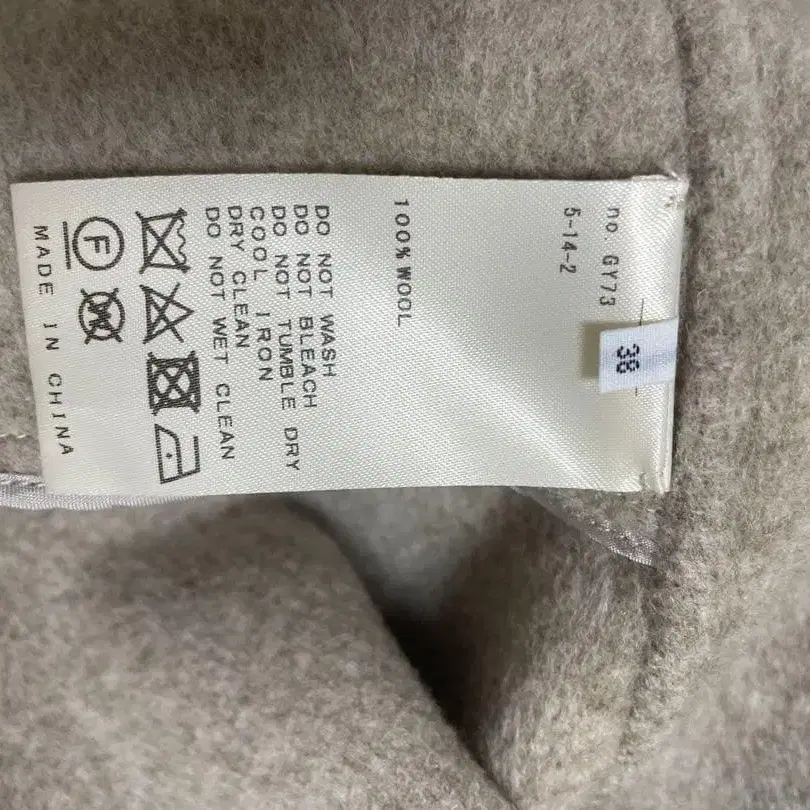 no. GY73
38
5-14-2
100% WOOL
DO NOT WASH
DO NOT BLEACH
DO NOT TUMBLE DRY
COOL IRON
DRY CLEAN
DO NOT WET CLEAN
F
W
MADE IN CHINA